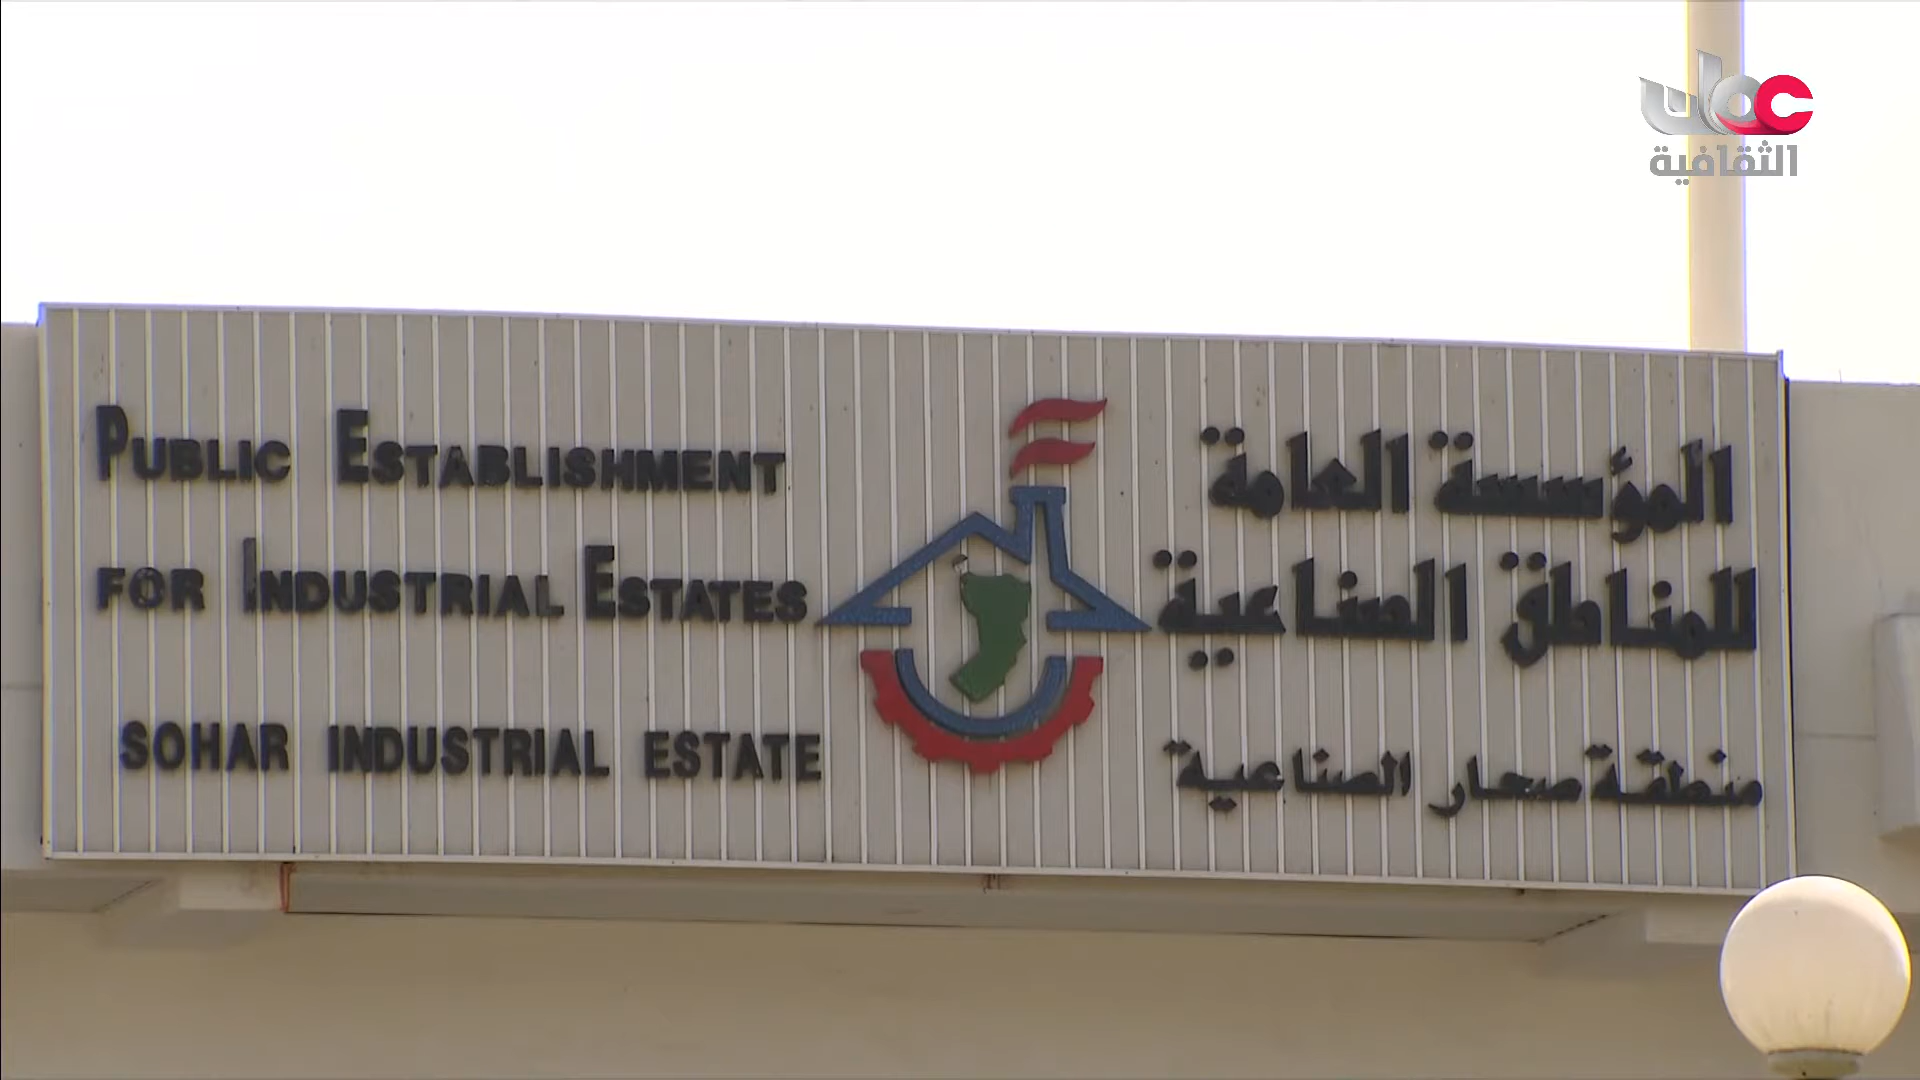 عمان
الثقافية
PUBLIC ESTABLISHMENT
FOR INDUSTRIAL ESTATES
SOHAR INDUSTRIAL ESTATE
المؤسسة العامة
للمناطق الصناعية
منطقة صحار الصناعية